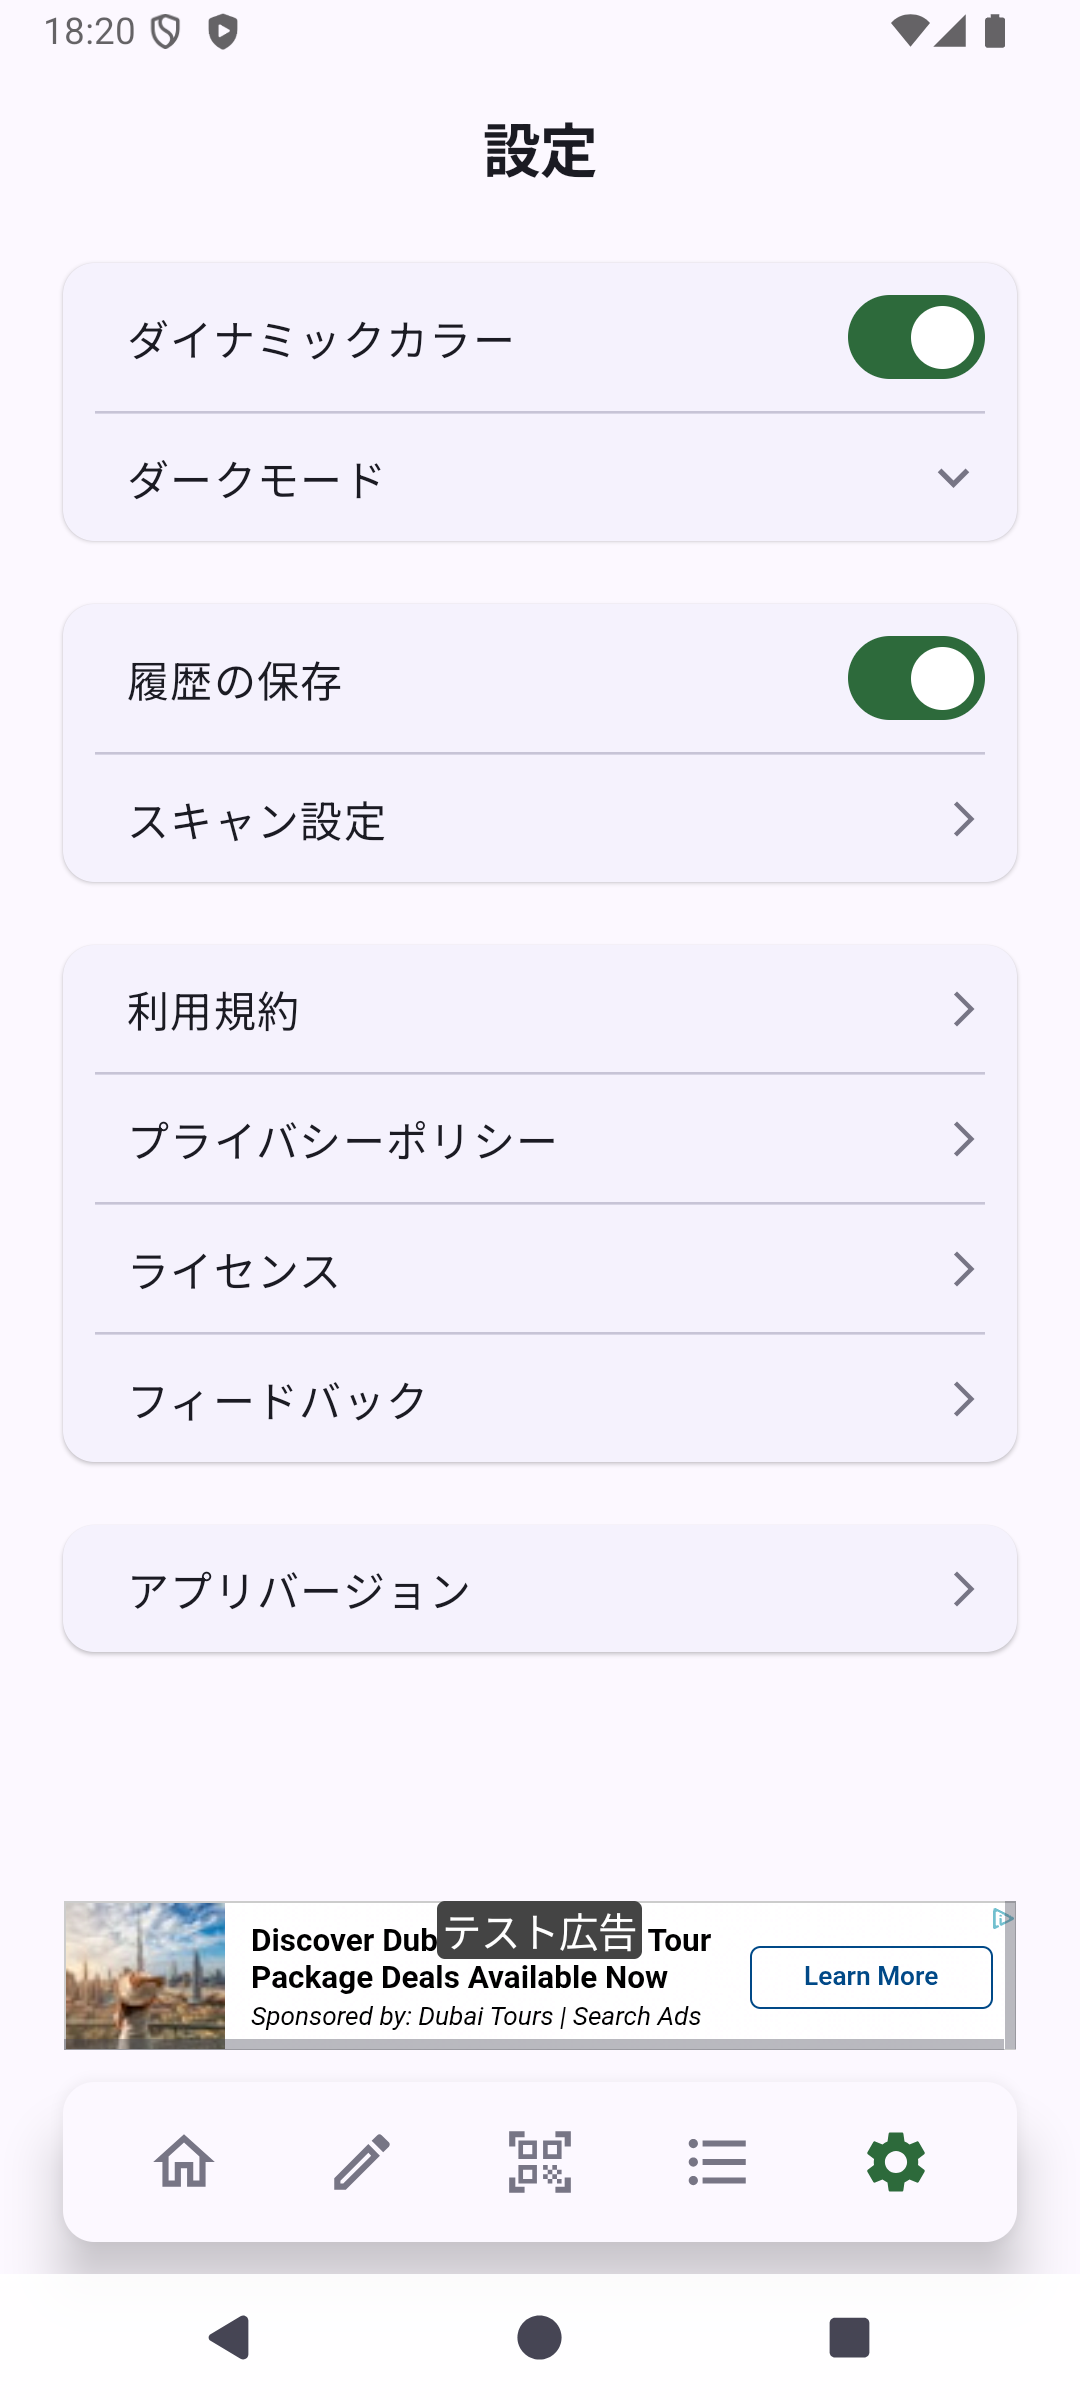 18:20
設定
ダイナミックカラー
ダークモード
履歴の保存
スキャン設定
利用規約
プライバシーポリシー
ライセンス
フィードバック
アプリバージョン
テスト広告
Discover Dub Tour
Package Deals Available Now
Sponsored by: Dubai Tours | Search Ads
Learn More